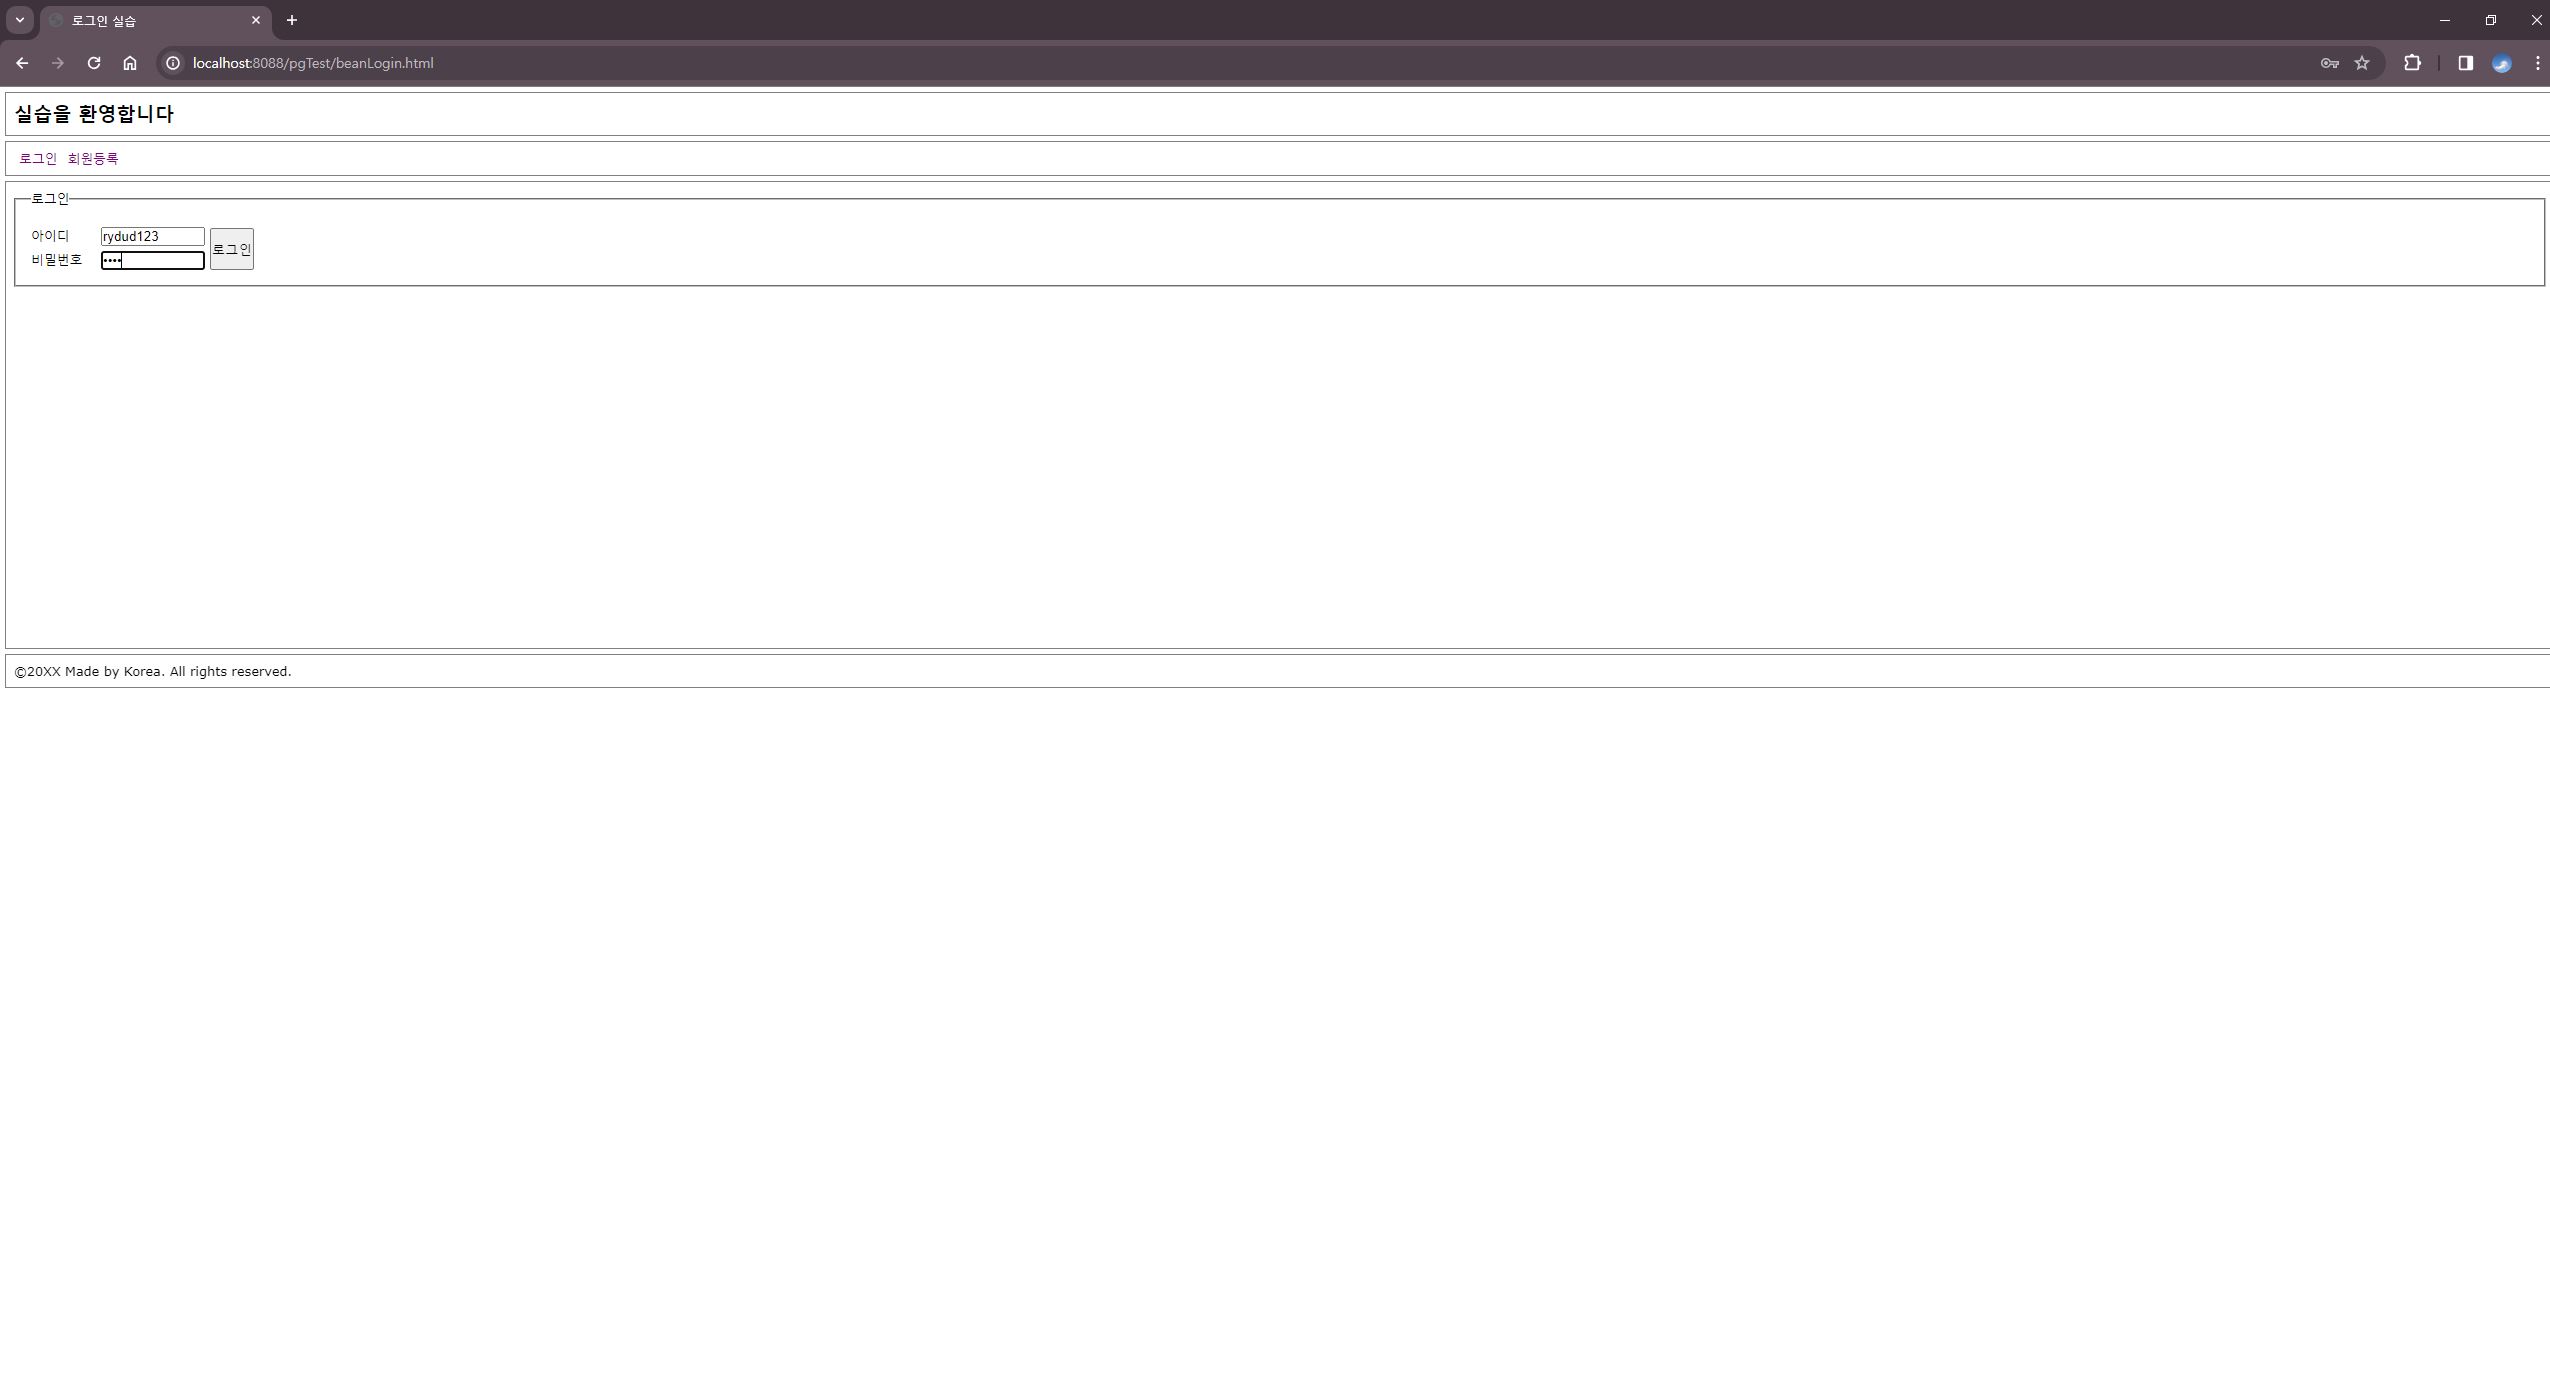 로그인 실습
localhost:8088/pgTest/beanLogin.html
실습을 환영합니다
로그인 회원등록
로그인
아이디 rydud123
로그인
비밀번호 ••••
©20XX Made by Korea. All rights reserved.